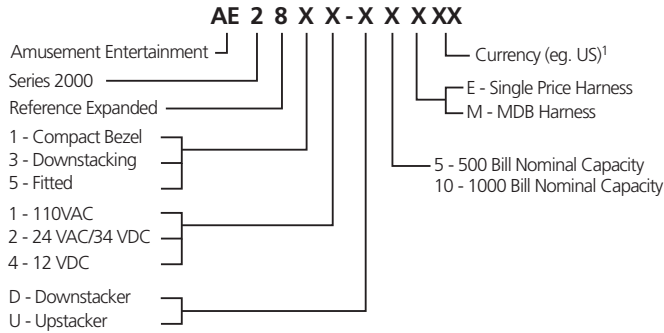 AE 2 8 X X - X X X XX
Amusement Entertainment
Series 2000
Reference Expanded
1 - Compact Bezel
3 - Downstacking
5 - Fitted
1 - 110VAC
2 - 24 VAC/34 VDC
4 - 12 VDC
D - Downstacker
U - Upstacker
Currency (eg. US)1
E - Single Price Harness
M - MDB Harness
5 - 500 Bill Nominal Capacity
10 - 1000 Bill Nominal Capacity